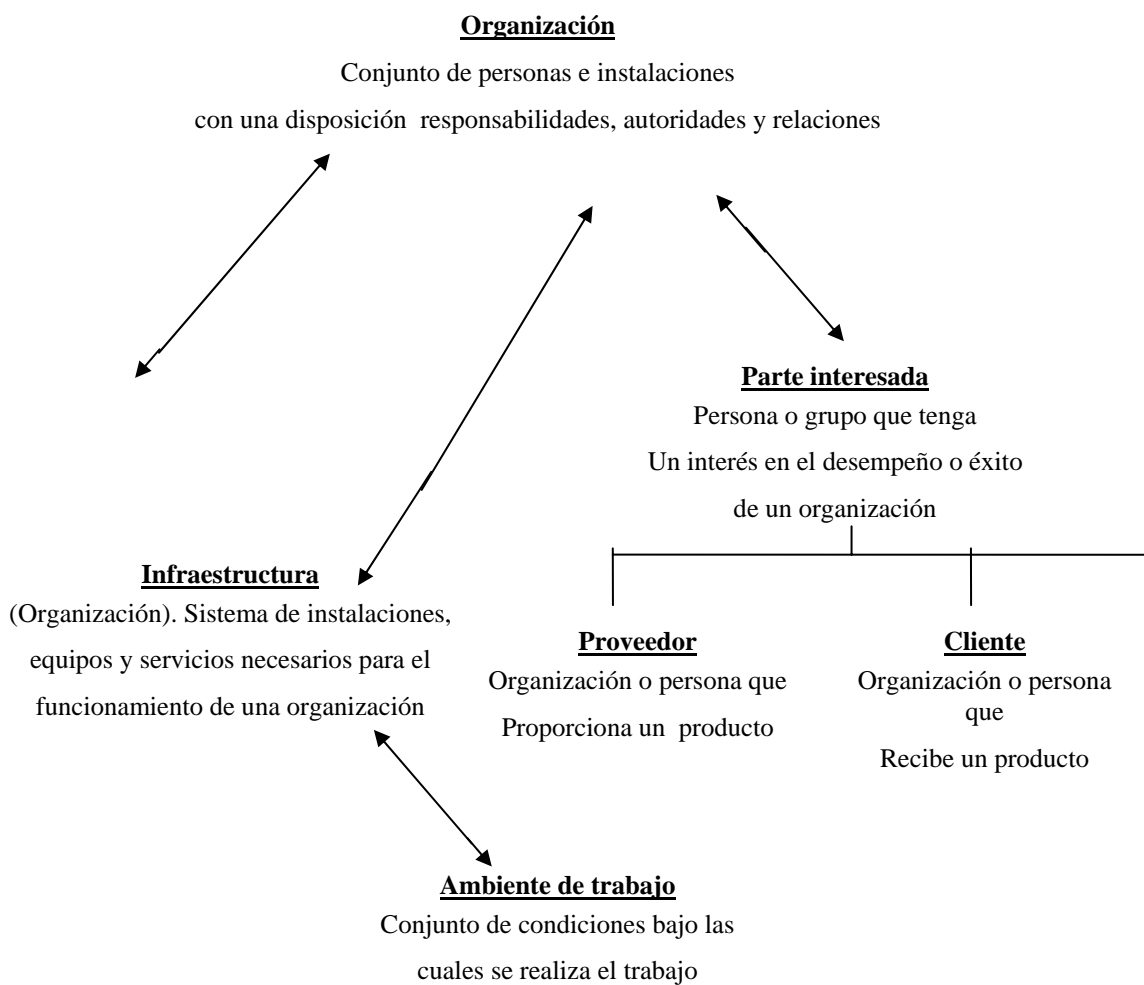 Organización
Conjunto de personas e instalaciones
con una disposición responsabilidades, autoridades y relaciones
Parte interesada
Persona o grupo que tenga
Un interés en el desempeño o éxito
de un organización
Infraestructura
(Organización). Sistema de instalaciones,
equipos y servicios necesarios para el
funcionamiento de una organización
Proveedor
Organización o persona que
Proporciona un producto
Cliente
Organización o persona
que
Recibe un producto
Ambiente de trabajo
Conjunto de condiciones bajo las
cuales se realiza el trabajo